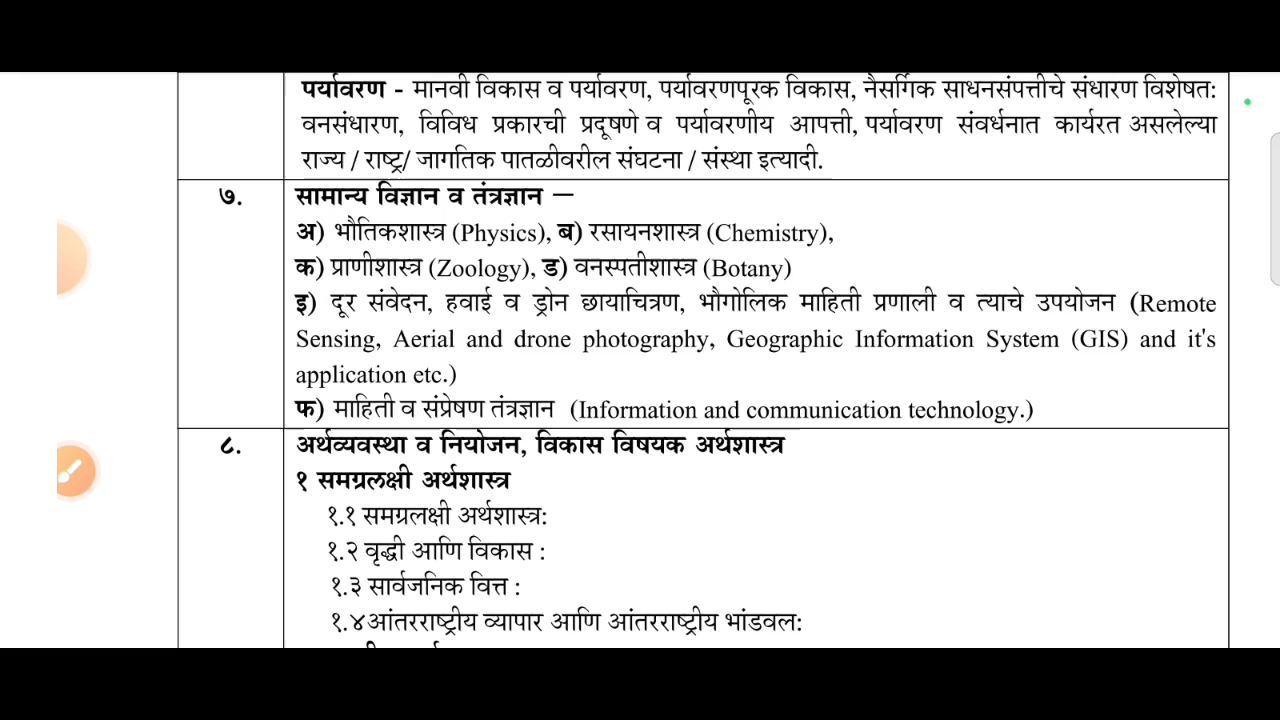 पर्यावरण - मानवी विकास व पर्यावरण, पर्यावरणपूरक विकास, नैसर्गिक साधनसंपत्तीचे संधारण विशेषत:
वनसंधारण, विविध प्रकारची प्रदूषणे व पर्यावरणीय आपत्ती, पर्यावरण संवर्धनात कार्यरत असलेल्या
राज्य / राष्ट्र/ जागतिक पातळीवरील संघटना / संस्था इत्यादी.
७. सामान्य विज्ञान व तंत्रज्ञान –
अ) भौतिकशास्त्र (Physics), ब) रसायनशास्त्र (Chemistry),
क) प्राणीशास्त्र (Zoology), ड) वनस्पतीशास्त्र (Botany)
इ) दूर संवेदन, हवाई व ड्रोन छायाचित्रण, भौगोलिक माहिती प्रणाली व त्याचे उपयोजन (Remote
Sensing, Aerial and drone photography, Geographic Information System (GIS) and it's
application etc.)
फ) माहिती व संप्रेषण तंत्रज्ञान (Information and communication technology.)
८. अर्थव्यवस्था व नियोजन, विकास विषयक अर्थशास्त्र
१ समग्रलक्षी अर्थशास्त्र
१.१ समग्रलक्षी अर्थशास्त्र:
१.२ वृद्धी आणि विकास :
१.३ सार्वजनिक वित्त :
१.४आंतरराष्ट्रीय व्यापार आणि आंतरराष्ट्रीय भांडवल: